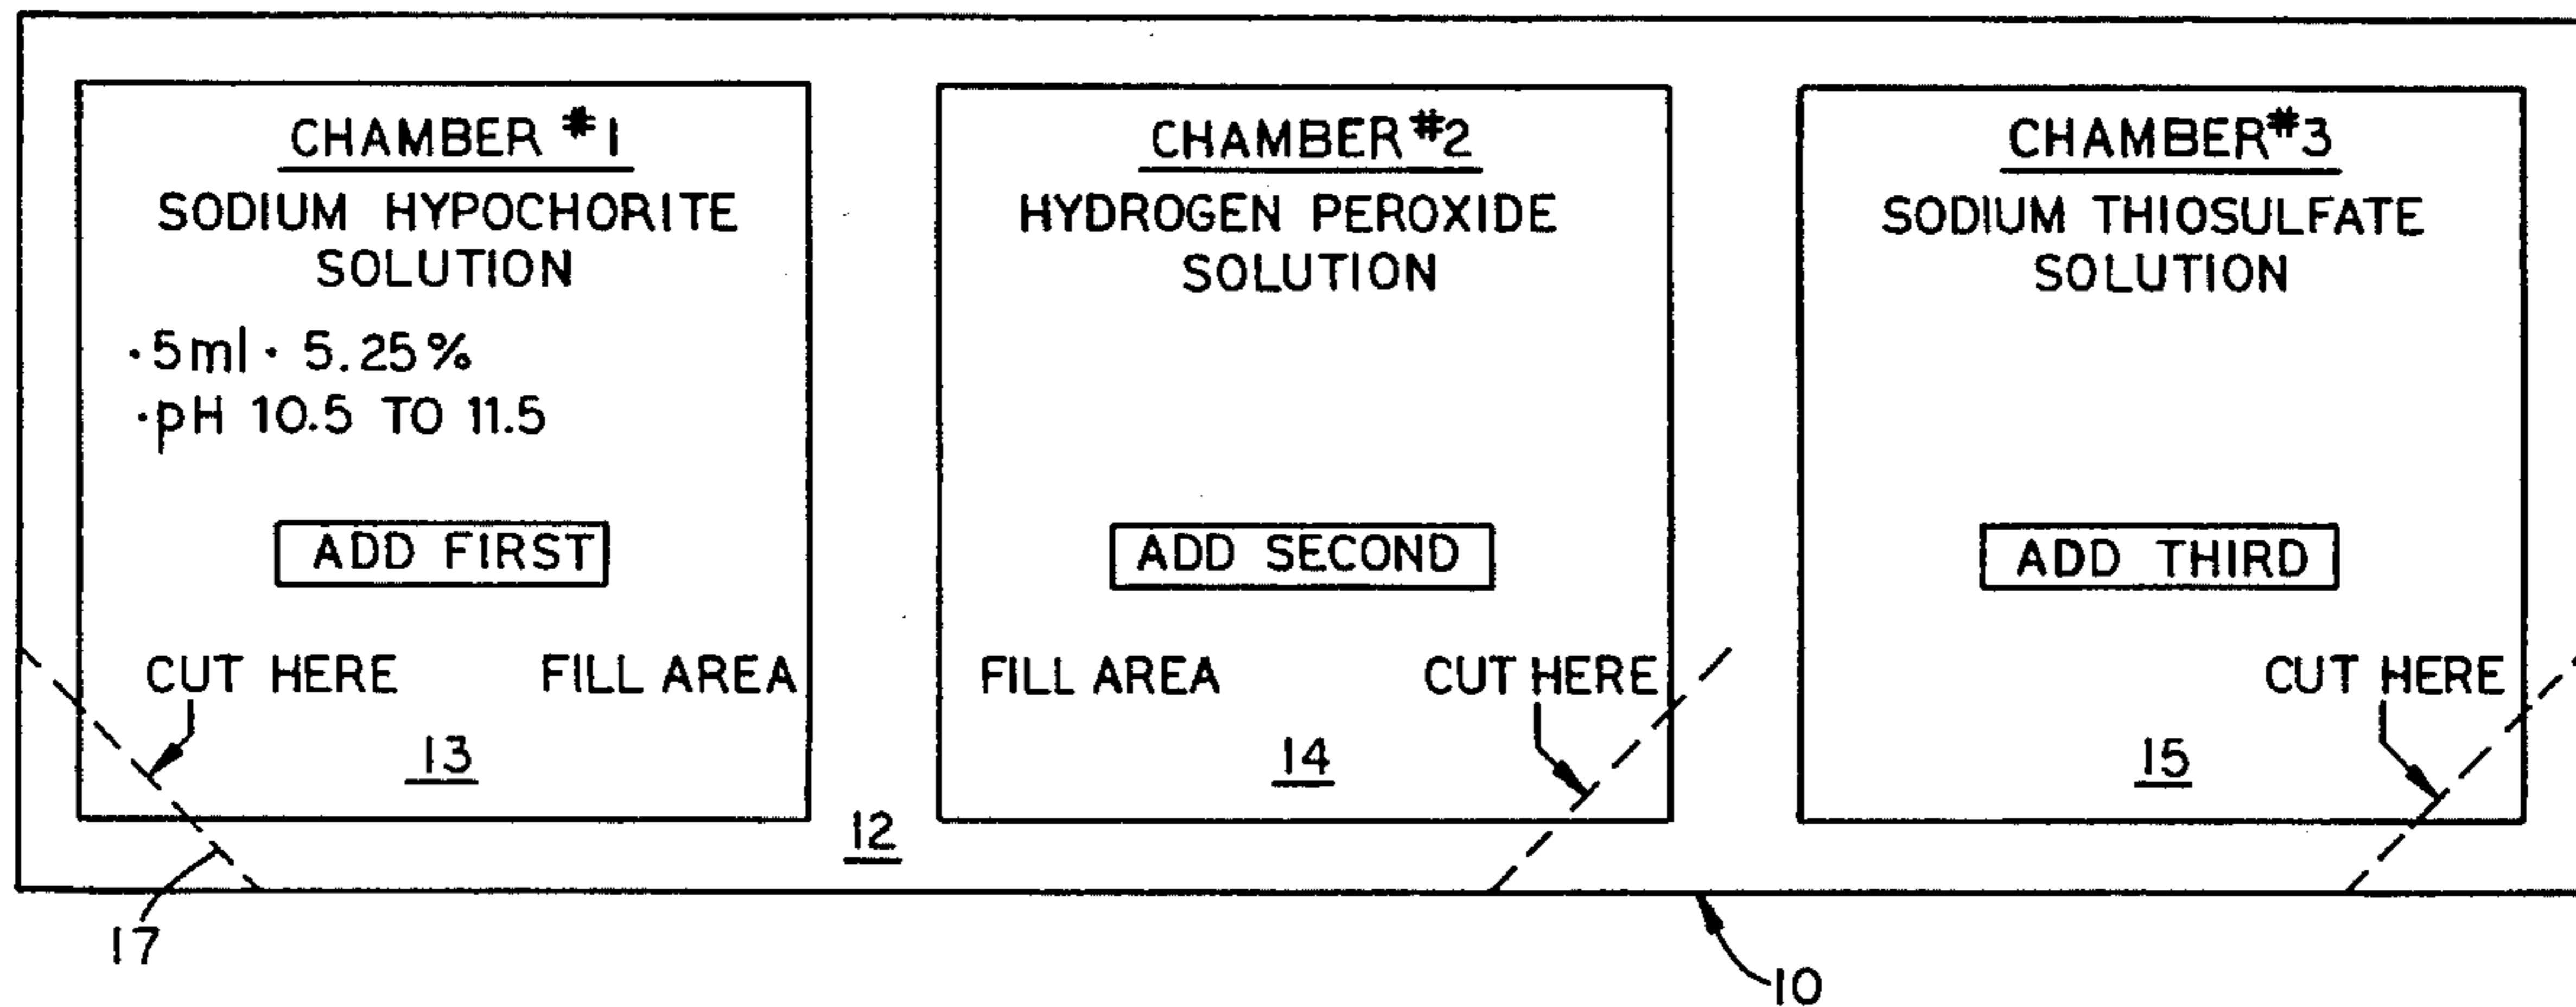 CHAMBER #1
SODIUM HYPOCHORITE
SOLUTION
·5ml · 5.25%
·pH 10.5 TO 11.5
ADD FIRST
CUT HERE FILL AREA
13
CHAMBER #2
HYDROGEN PEROXIDE
SOLUTION
ADD SECOND
FILL AREA CUT HERE
14
CHAMBER #3
SODIUM THIOSULFATE
SOLUTION
ADD THIRD
CUT HERE
15
12
17
10